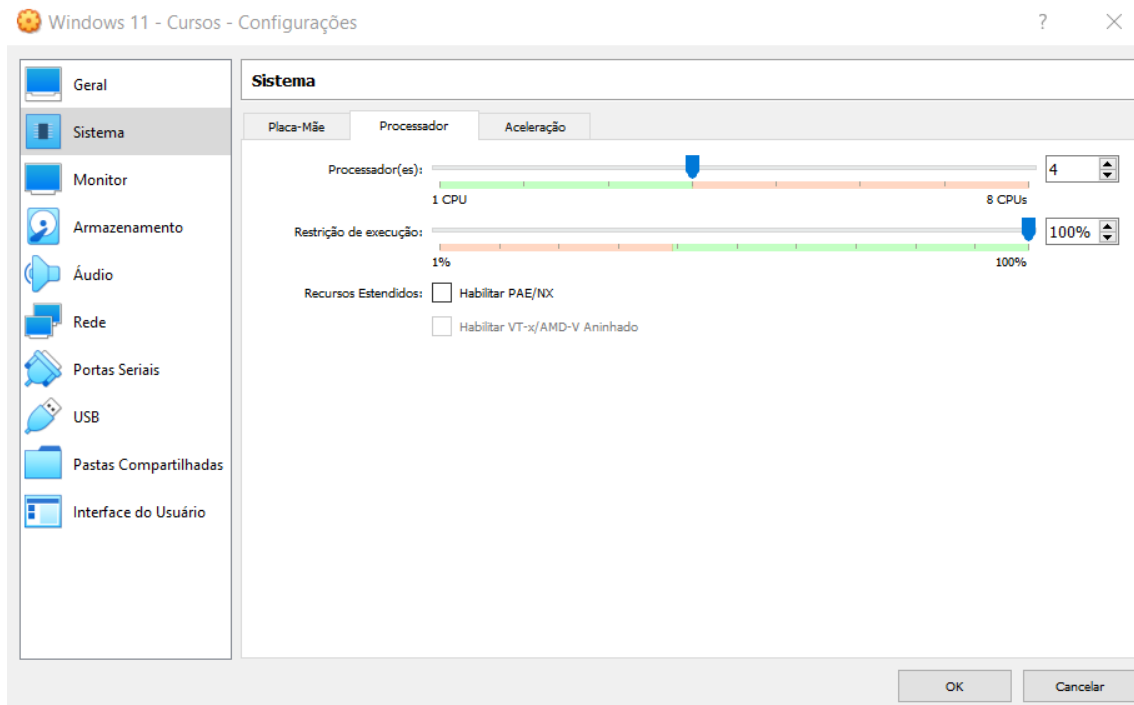 Windows 11 - Cursos - Configurações
?
Geral
Sistema
Monitor
Armazenamento
Áudio
Rede
Portas Seriais
USB
Pastas Compartilhadas
Interface do Usuário
Sistema
Placa-Mãe Processador Aceleração
Processador(es): 4
1 CPU 8 CPUs
Restrição de execução: 100%
1% 100%
Recursos Estendidos: Habilitar PAE/NX
Habilitar VT-x/AMD-V Aninhado
OK Cancelar